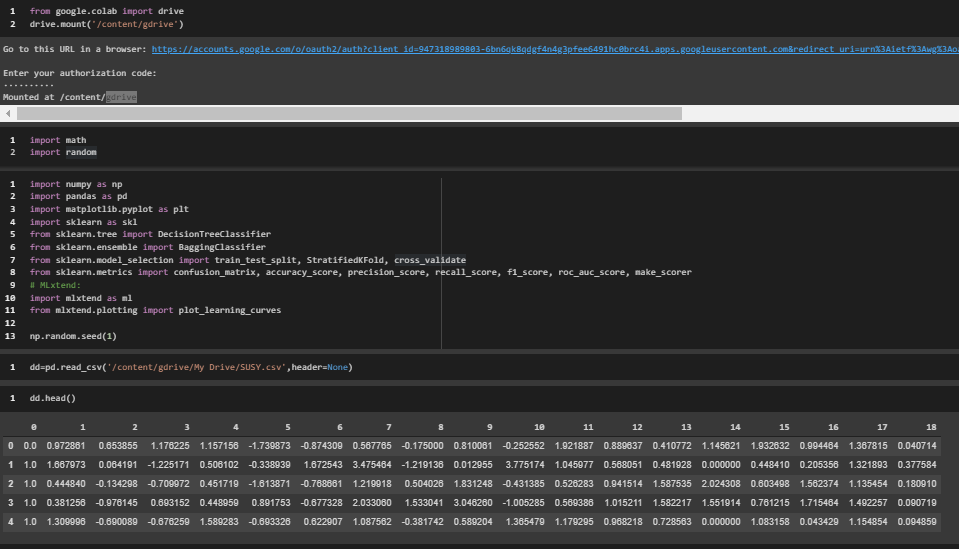 1 from google.colab import drive
2 drive.mount('/content/gdrive')
Go to this URL in a browser: https://accounts.google.com/o/oauth2/auth?client_id=947318989803-6bn6qk8qdgf4n4g3pfee6491hc0brc4i.apps.googleusercontent.com&redirect_uri=urn%3Aietf%3Awg%3Ao
Enter your authorization code:
··········
Mounted at /content/gdrive
1 import math
2 import random
1 import numpy as np
2 import pandas as pd
3 import matplotlib.pyplot as plt
4 import sklearn as skl
5 from sklearn.tree import DecisionTreeClassifier
6 from sklearn.ensemble import BaggingClassifier
7 from sklearn.model_selection import train_test_split, StratifiedKFold, cross_validate
8 from sklearn.metrics import confusion_matrix, accuracy_score, precision_score, recall_score, f1_score, roc_auc_score, make_scorer
9 # MLxtend:
10 import mlxtend as ml
11 from mlxtend.plotting import plot_learning_curves
12
13 np.random.seed(1)
1 dd=pd.read_csv('/content/gdrive/My Drive/SUSY.csv',header=None)
1 dd.head()
0 1 2 3 4 5 6 7 8 9 10 11 12 13 14 15 16 17 18
0 0.0 0.972861 0.653855 1.176225 1.157156 -1.739873 -0.874309 0.567765 -0.175000 0.810061 -0.252552 1.921887 0.889637 0.410772 1.145621 1.932632 0.994464 1.367815 0.040714
1 1.0 1.667973 0.064191 -1.225171 0.506102 -0.338939 1.672543 3.475464 -1.219136 0.012955 3.775174 1.045977 0.568051 0.481928 0.000000 0.448410 0.205356 1.321893 0.377584
2 1.0 0.444840 -0.134298 -0.709972 0.451719 -1.613871 -0.768661 1.219918 0.504026 1.831248 -0.431385 0.526283 0.941514 1.587535 2.024308 0.603498 1.562374 1.135454 0.180910
3 1.0 0.381256 -0.976145 0.693152 0.448959 0.891753 -0.677328 2.033060 1.533041 3.046260 -1.005285 0.569386 1.015211 1.582217 1.551914 0.761215 1.715464 1.492257 0.090719
4 1.0 1.309996 -0.690089 -0.676259 1.589283 -0.693326 0.622907 1.087562 -0.381742 0.589204 1.365479 1.179295 0.968218 0.728563 0.000000 1.083158 0.043429 1.154854 0.094859